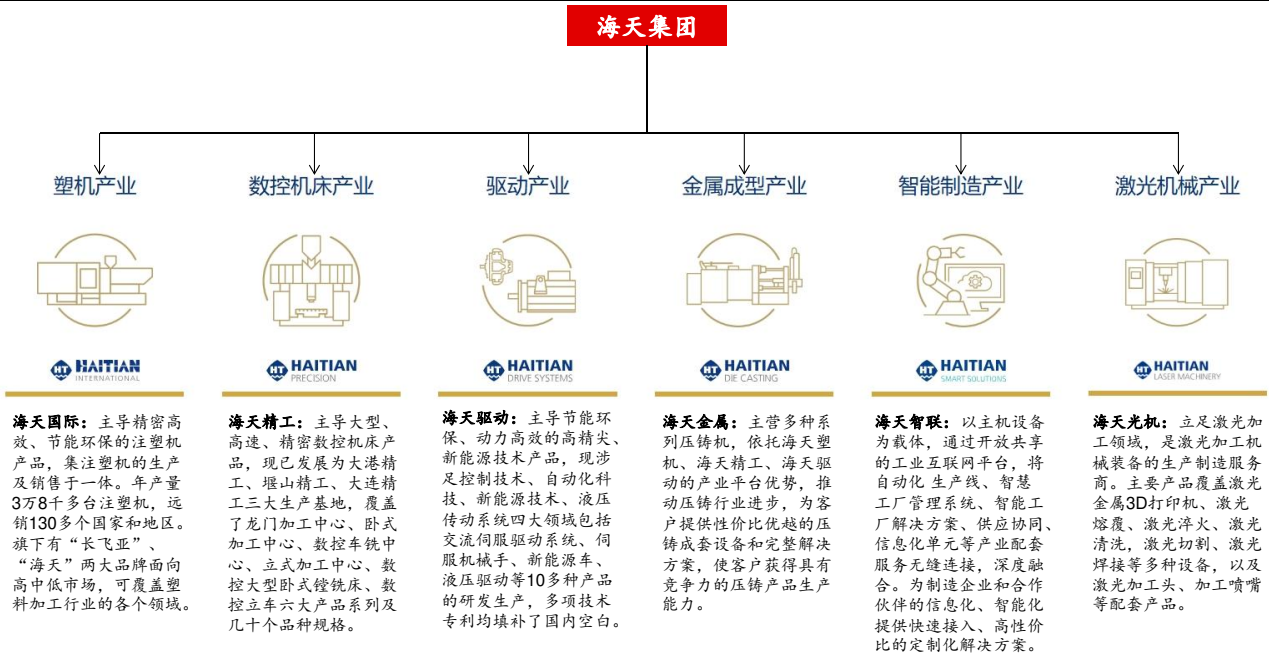 海天集团
塑机产业
数控机床产业
驱动产业
金属成型产业
智能制造产业
激光机械产业
HT HAITIAN
INTERNATIONAL
HT HAITIAN
PRECISION
HT HAITIAN
DRIVE SYSTEMS
HT HAITIAN
DIE CASTING
HT HAITIAN
SMART SOLUTIONS
HT HAITIAN
LASER MACHINERY
海天国际：主导精密高
效、节能环保的注塑机
产品，集注塑机的生产
及销售于一体。年产量
3万8千多台注塑机，远
销130多个国家和地区。
旗下有“长飞亚”、
“海天”两大品牌面向
高中低市场，可覆盖塑
料加工行业的各个领域。
海天精工：主导大型、
高速、精密数控机床产
品，现已发展为大港精
工、堰山精工、大连精
工三大生产基地，覆盖
了龙门加工中心、卧式
加工中心、数控车铣中
心、立式加工中心、数
控大型卧式镗铣床、数
控立车六大产品系列及
几十个品种规格。
海天驱动：主导节能环
保、动力高效的高精尖、
新能源技术产品，现涉
足控制技术、自动化科
技、新能源技术、液压
传动系统四大领域包括
交流伺服驱动系统、伺
服机械手、新能源车、
液压驱动等10多种产品
的研发生产，多项技术
专利均填补了国内空白。
海天金属：主营多种系
列压铸机，依托海天塑
机、海天精工、海天驱
动的产业平台优势，推
动压铸行业进步，为客
户提供性价比优越的压
铸成套设备和完整解决
方案，使客户获得具有
竞争力的压铸产品生产
能力。
海天智联：以主机设备
为载体，通过开放共享
的工业互联网平台，将
自动化 生产线、智慧
工厂管理系统、智能工
厂解决方案、供应协同、
信息化单元等产业配套
服务无缝连接，深度融
合。为制造企业和合作
伙伴的信息化、智能化
提供快速接入、高性价
比的定制化解决方案。
海天光机：立足激光加
工领域，是激光加工机
械装备的生产制造服务
商。主要产品覆盖激光
金属3D打印机、激光
熔覆、激光淬火、激光
清洗，激光切割、激光
焊接等多种设备，以及
激光加工头、加工喷嘴
等配套产品。